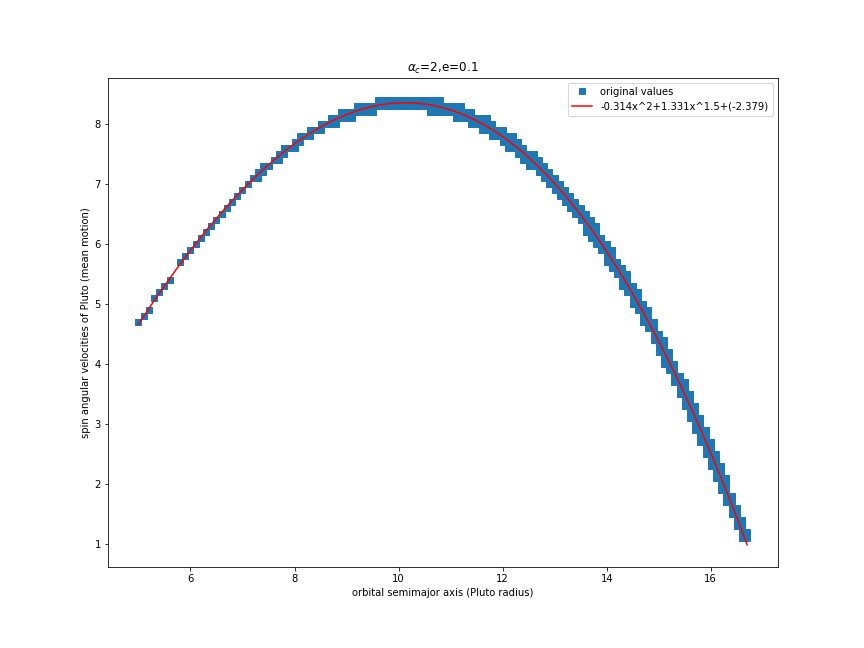 α_c=2,e=0.1
original values
-0.314x^2+1.331x^1.5+(-2.379)
spin angular velocities of Pluto (mean motion)
8
7
6
5
4
3
2
1
6 8 10 12 14 16
orbital semimajor axis (Pluto radius)